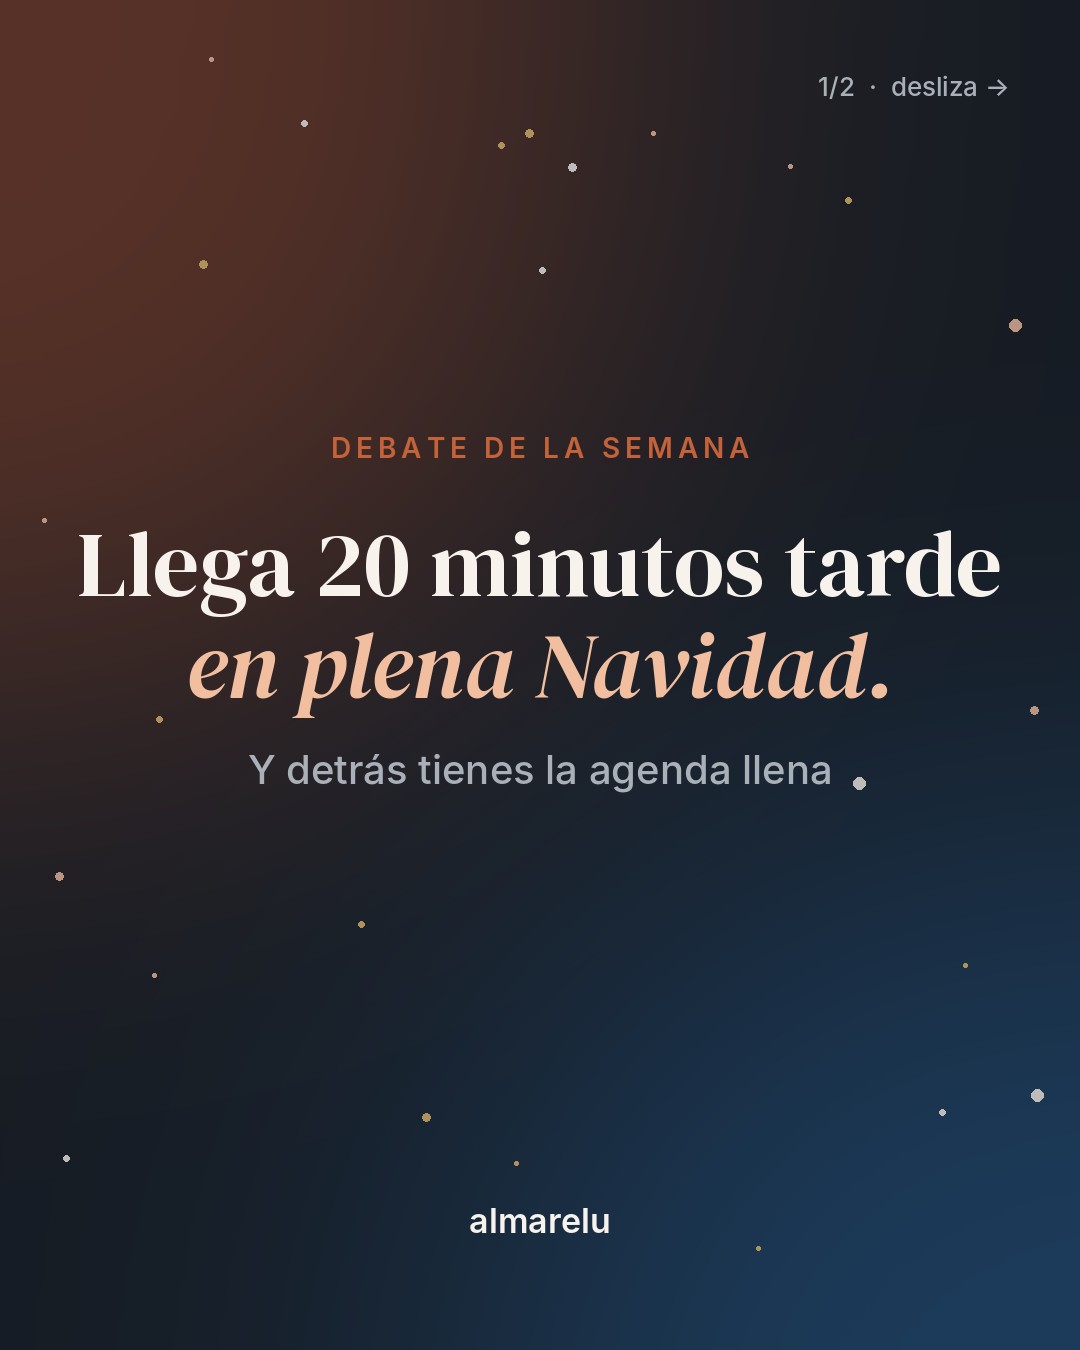 1/2 · desliza →
DEBATE DE LA SEMANA
Llega 20 minutos tarde
en plena Navidad.
Y detrás tienes la agenda llena
almarelu